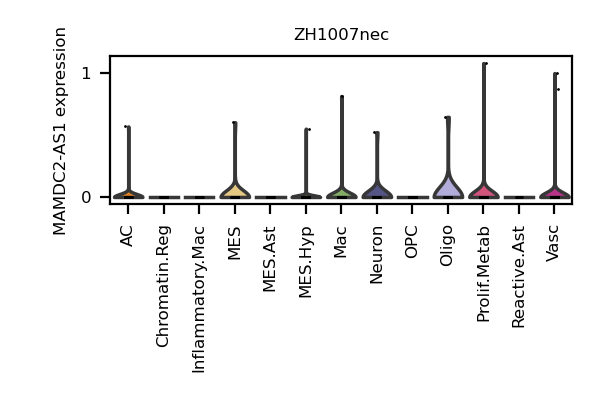 ZH1007nec
MAMDC2-AS1 expression
1
0
AC
Chromatin.Reg
Inflammatory.Mac
MES
MES.Ast
MES.Hyp
Mac
Neuron
OPC
Oligo
Prolif.Metab
Reactive.Ast
Vasc